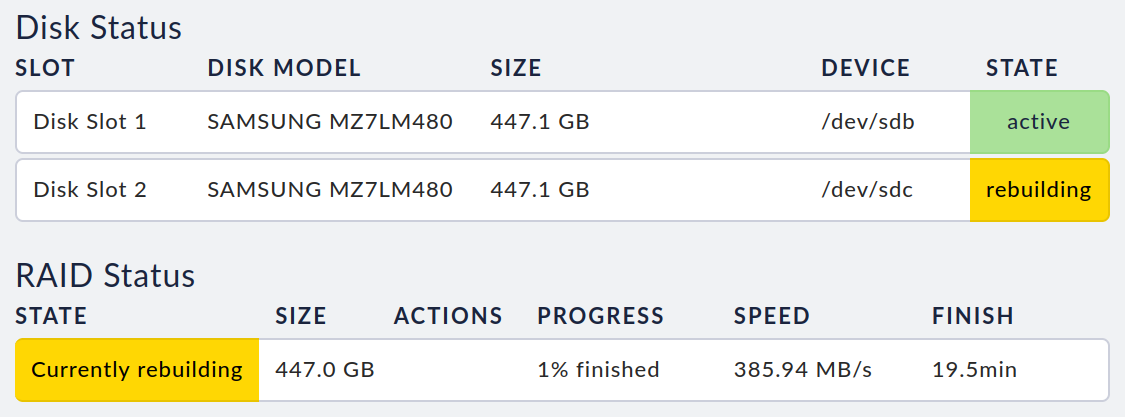 Disk Status
SLOT DISK MODEL SIZE DEVICE STATE
Disk Slot 1 SAMSUNG MZ7LM480 447.1 GB /dev/sdb active
Disk Slot 2 SAMSUNG MZ7LM480 447.1 GB /dev/sdc rebuilding
RAID Status
STATE SIZE ACTIONS PROGRESS SPEED FINISH
Currently rebuilding 447.0 GB 1% finished 385.94 MB/s 19.5min